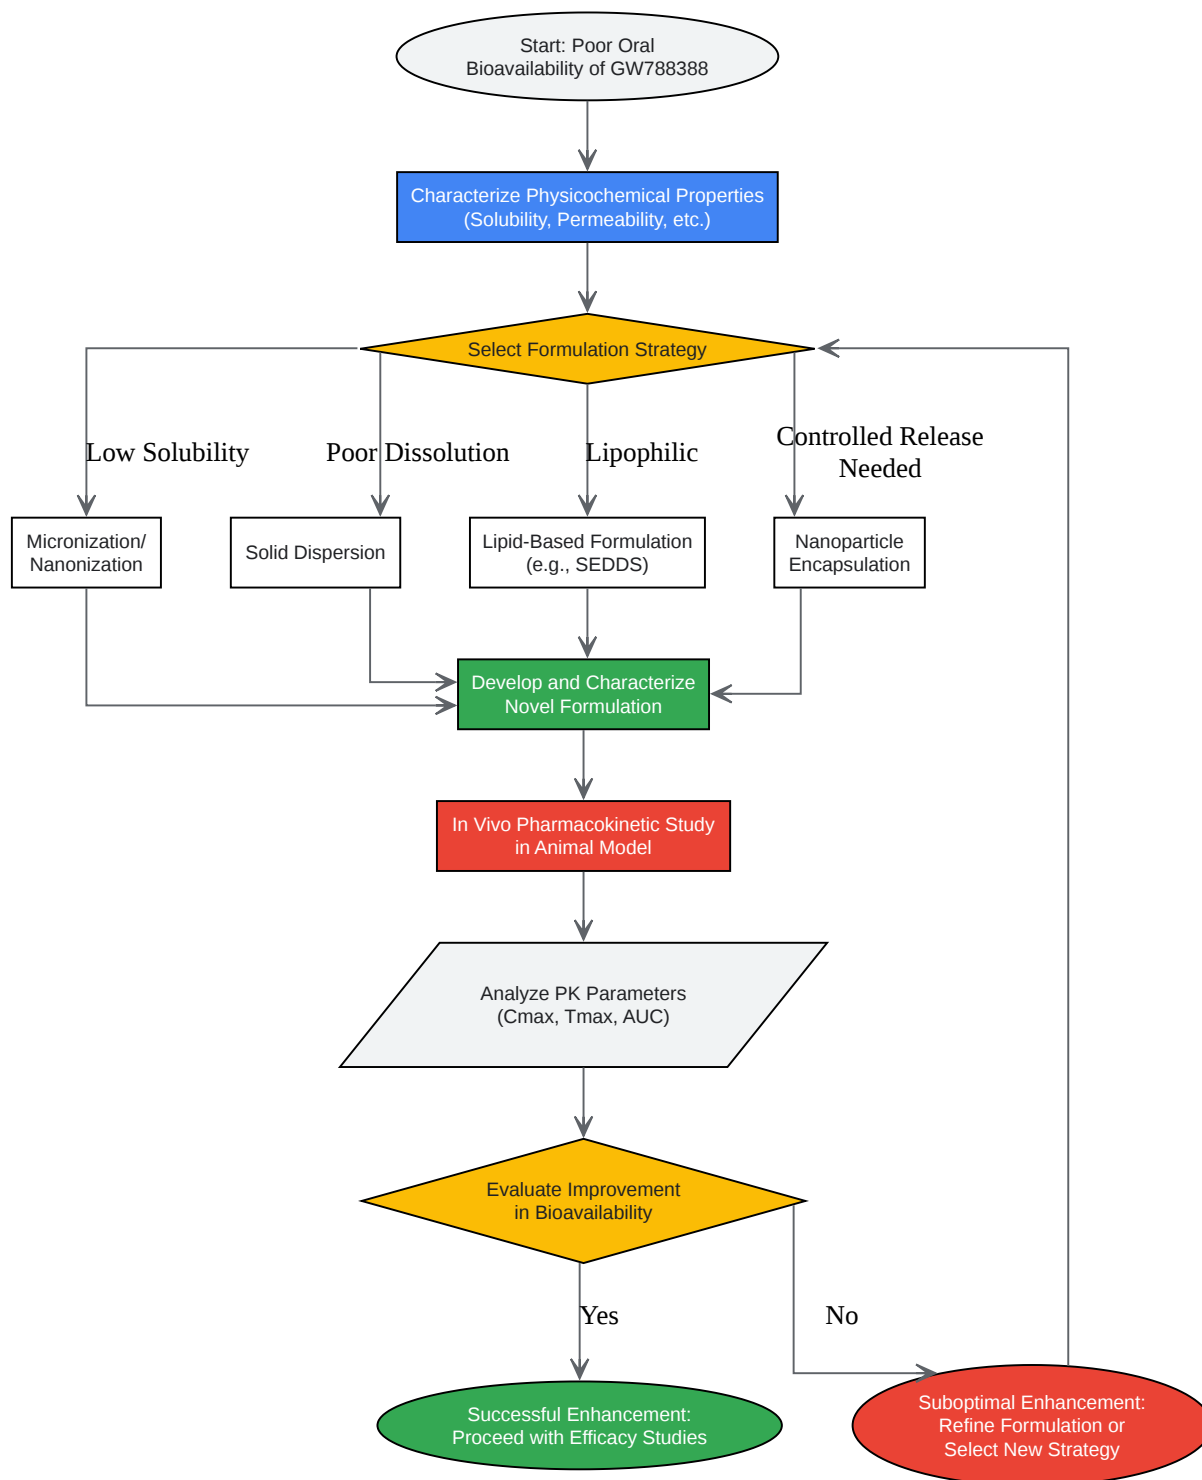 Start: Poor Oral
Bioavailability of GW788388
Characterize Physicochemical Properties
(Solubility, Permeability, etc.)
Select Formulation Strategy
Low Solubility
Poor Dissolution
Lipophilic
Controlled Release
Needed
Micronization/
Nanonization
Solid Dispersion
Lipid-Based Formulation
(e.g., SEDDS)
Nanoparticle
Encapsulation
Develop and Characterize
Novel Formulation
In Vivo Pharmacokinetic Study
in Animal Model
Analyze PK Parameters
(Cmax, Tmax, AUC)
Evaluate Improvement
in Bioavailability
Yes
No
Successful Enhancement:
Proceed with Efficacy Studies
Suboptimal Enhancement:
Refine Formulation or
Select New Strategy